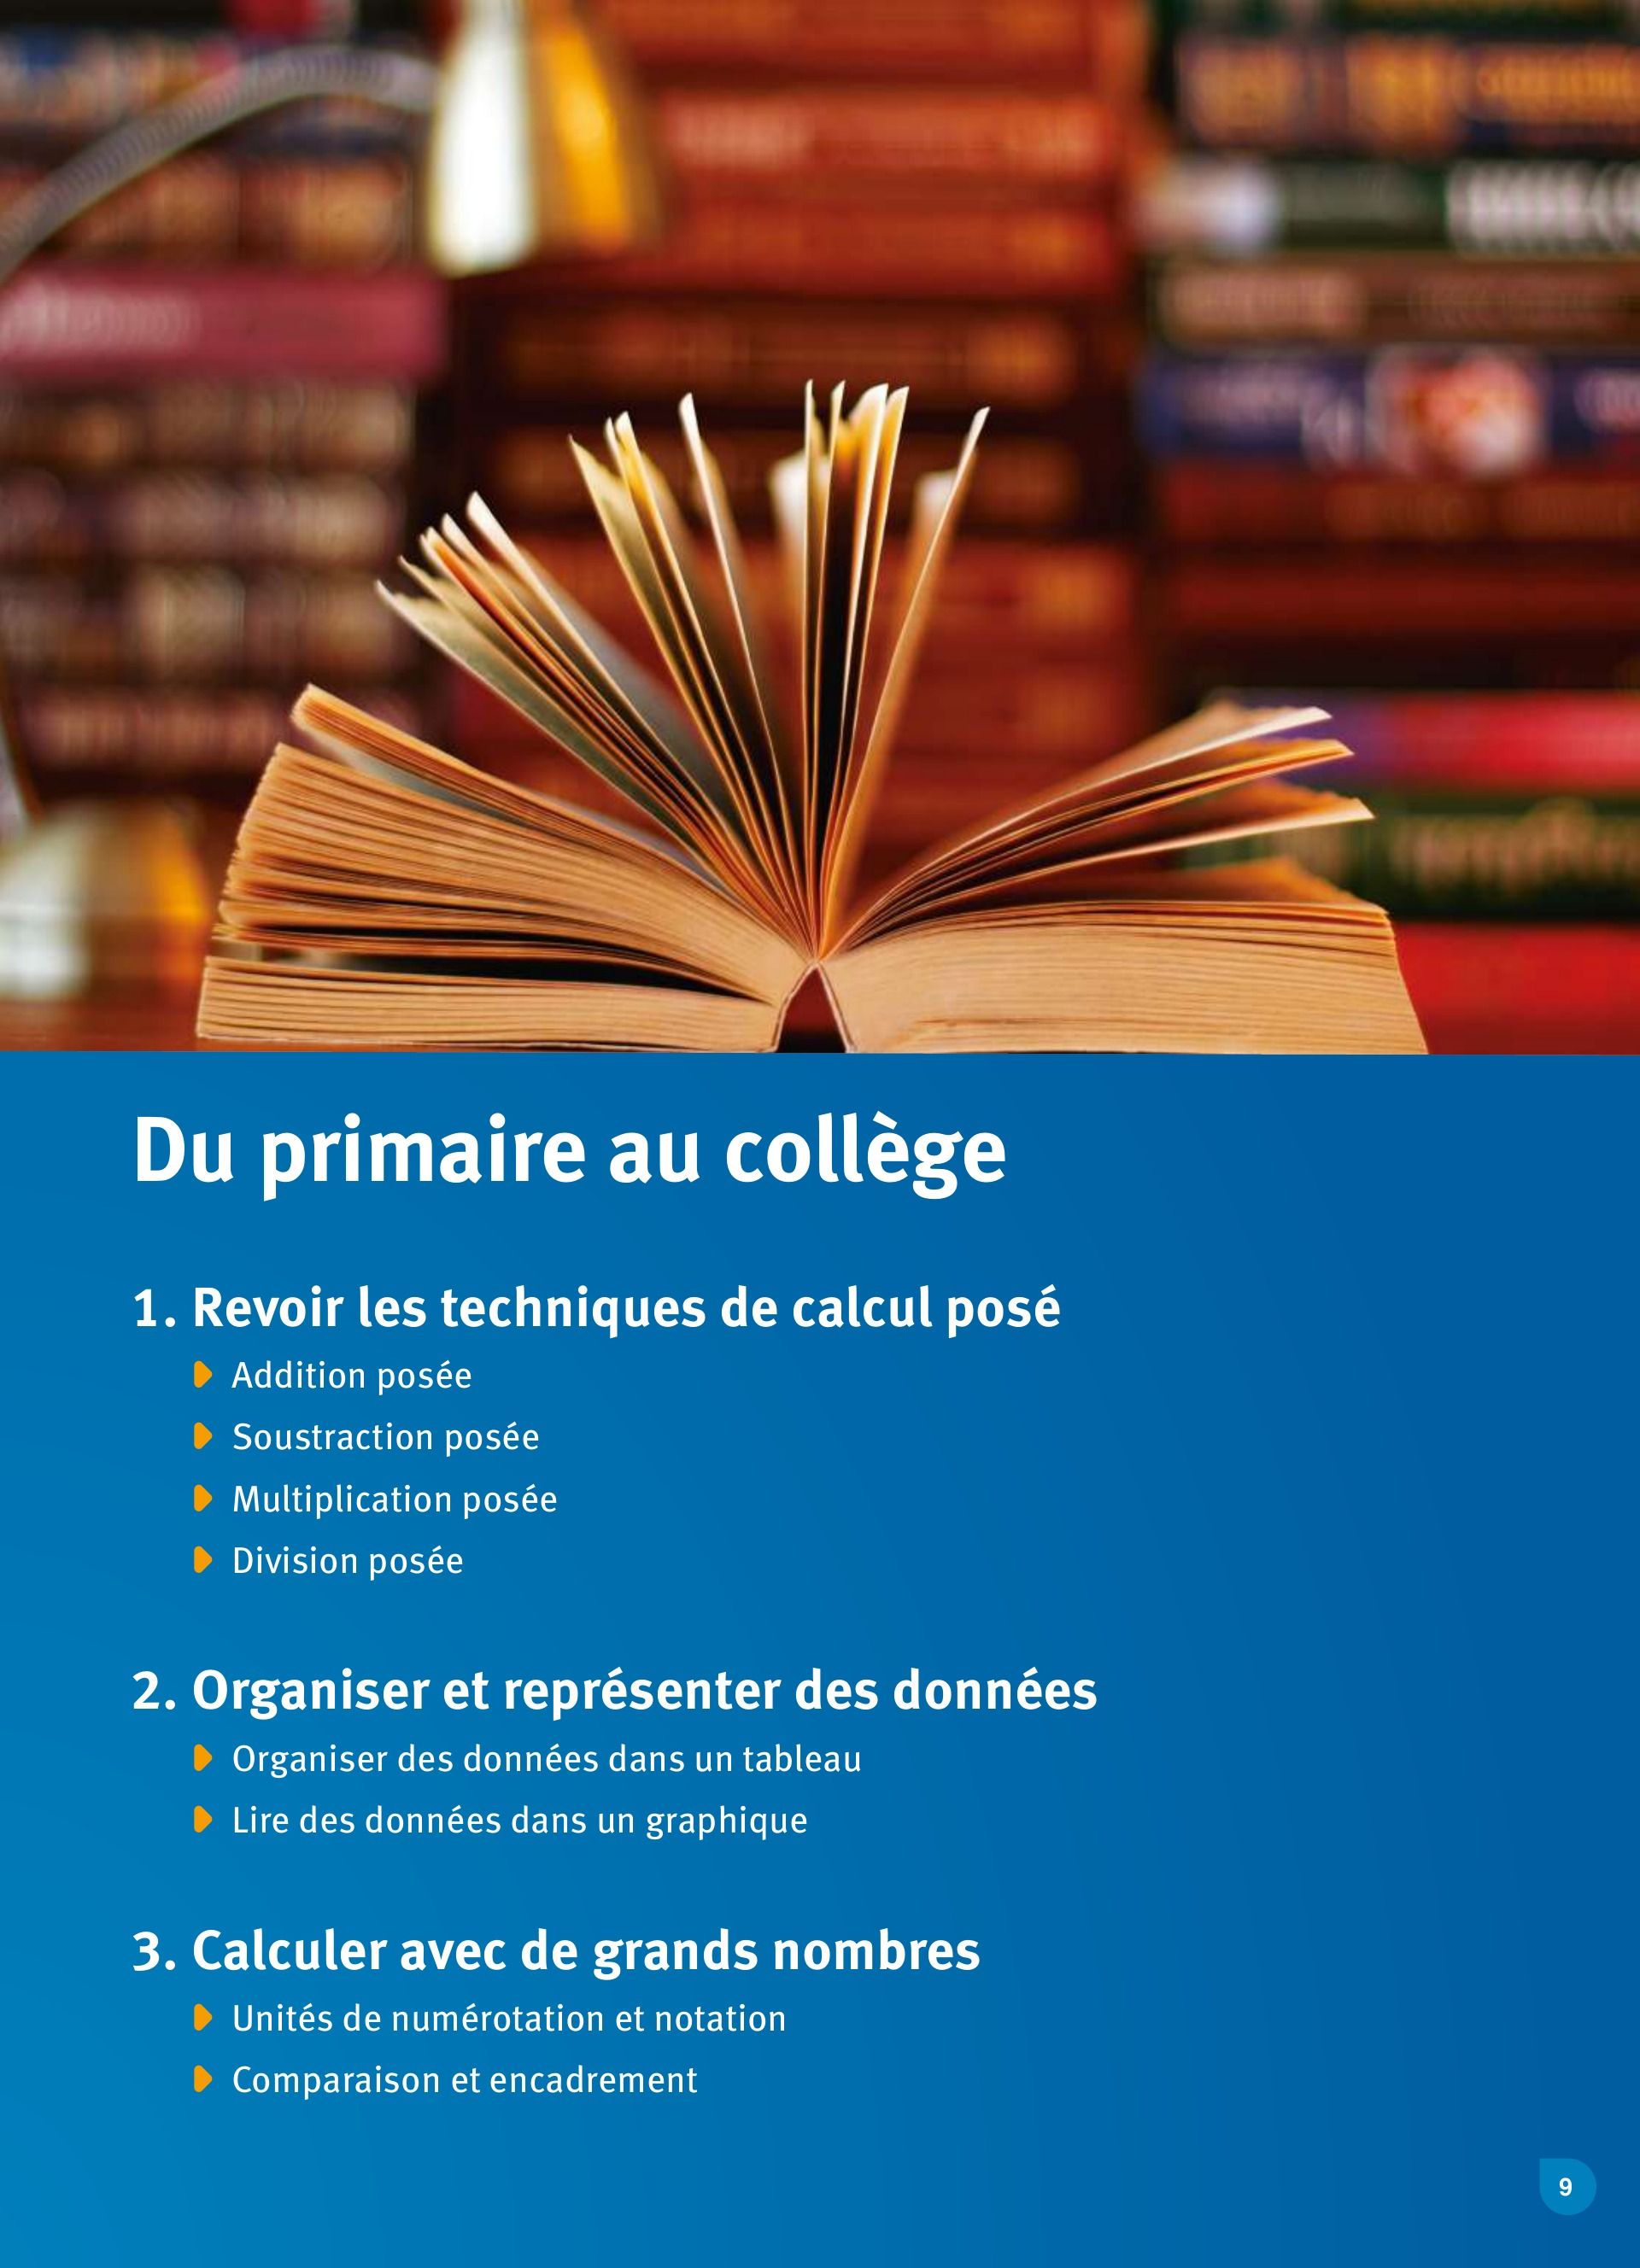 Du primaire au collège
1. Revoir les techniques de calcul posé
Addition posée
Soustraction posée
Multiplication posée
Division posée
2. Organiser et représenter des données
Organiser des données dans un tableau
Lire des données dans un graphique
3. Calculer avec de grands nombres
Unités de numérotation et notation
Comparaison et encadrement
9